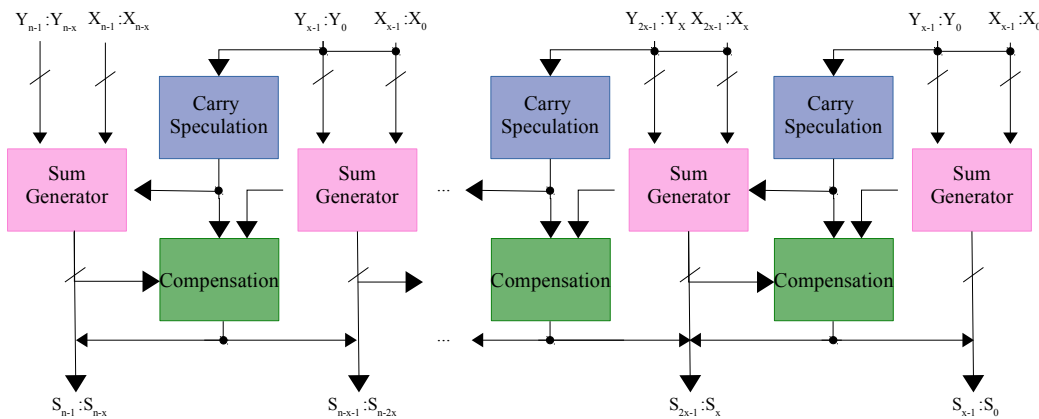 Yₙ₋₁:Yₙ₋ₓ Xₙ₋₁:Xₙ₋ₓ Yₓ₋₁:Y₀ Xₓ₋₁:X₀ Y₂ₓ₋₁:Yₓ X₂ₓ₋₁:Xₓ Yₓ₋₁:Y₀ Xₓ₋₁:X₀
Carry Speculation
Carry Speculation
Carry Speculation
Sum Generator
Sum Generator
...
Sum Generator
Sum Generator
Compensation
Compensation
Compensation
...
Sₙ₋₁:Sₙ₋ₓ Sₙ₋ₓ₋₁:Sₙ₋₂ₓ S₂ₓ₋₁:Sₓ Sₓ₋₁:S₀